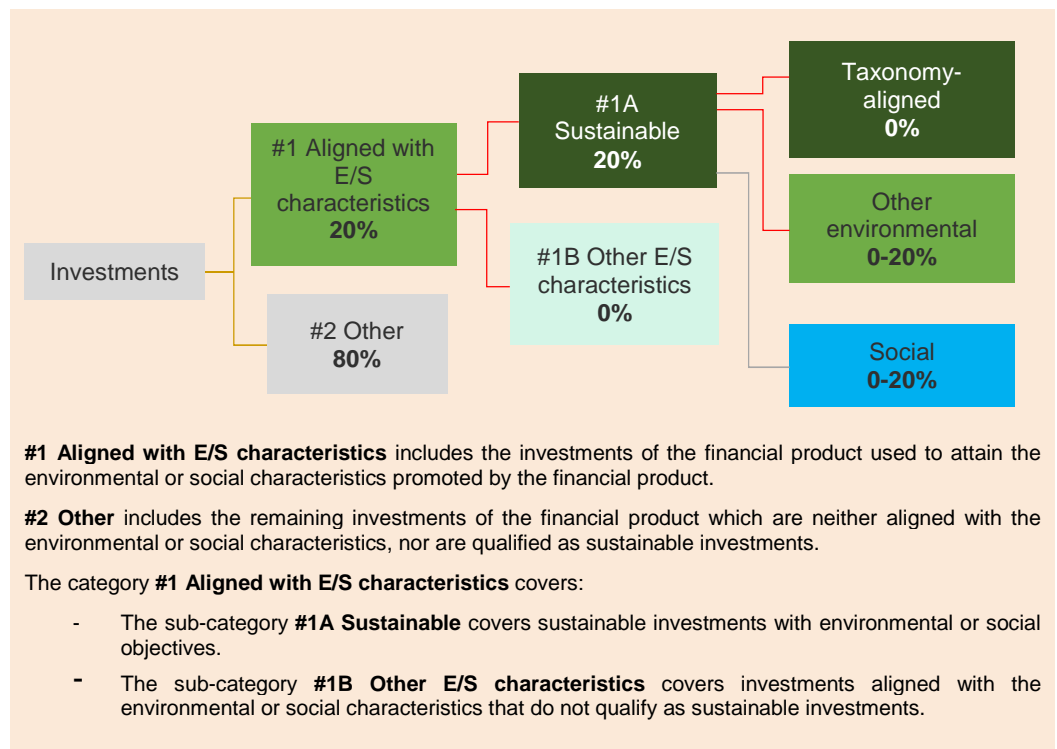 Investments
#1 Aligned with
E/S
characteristics
20%
#2 Other
80%
#1A
Sustainable
20%
#1B Other E/S
characteristics
0%
Taxonomy-
aligned
0%
Other
environmental
0-20%
Social
0-20%
#1 Aligned with E/S characteristics includes the investments of the financial product used to attain the
environmental or social characteristics promoted by the financial product.
#2 Other includes the remaining investments of the financial product which are neither aligned with the
environmental or social characteristics, nor are qualified as sustainable investments.
The category #1 Aligned with E/S characteristics covers:
- The sub-category #1A Sustainable covers sustainable investments with environmental or social
objectives.
- The sub-category #1B Other E/S characteristics covers investments aligned with the
environmental or social characteristics that do not qualify as sustainable investments.